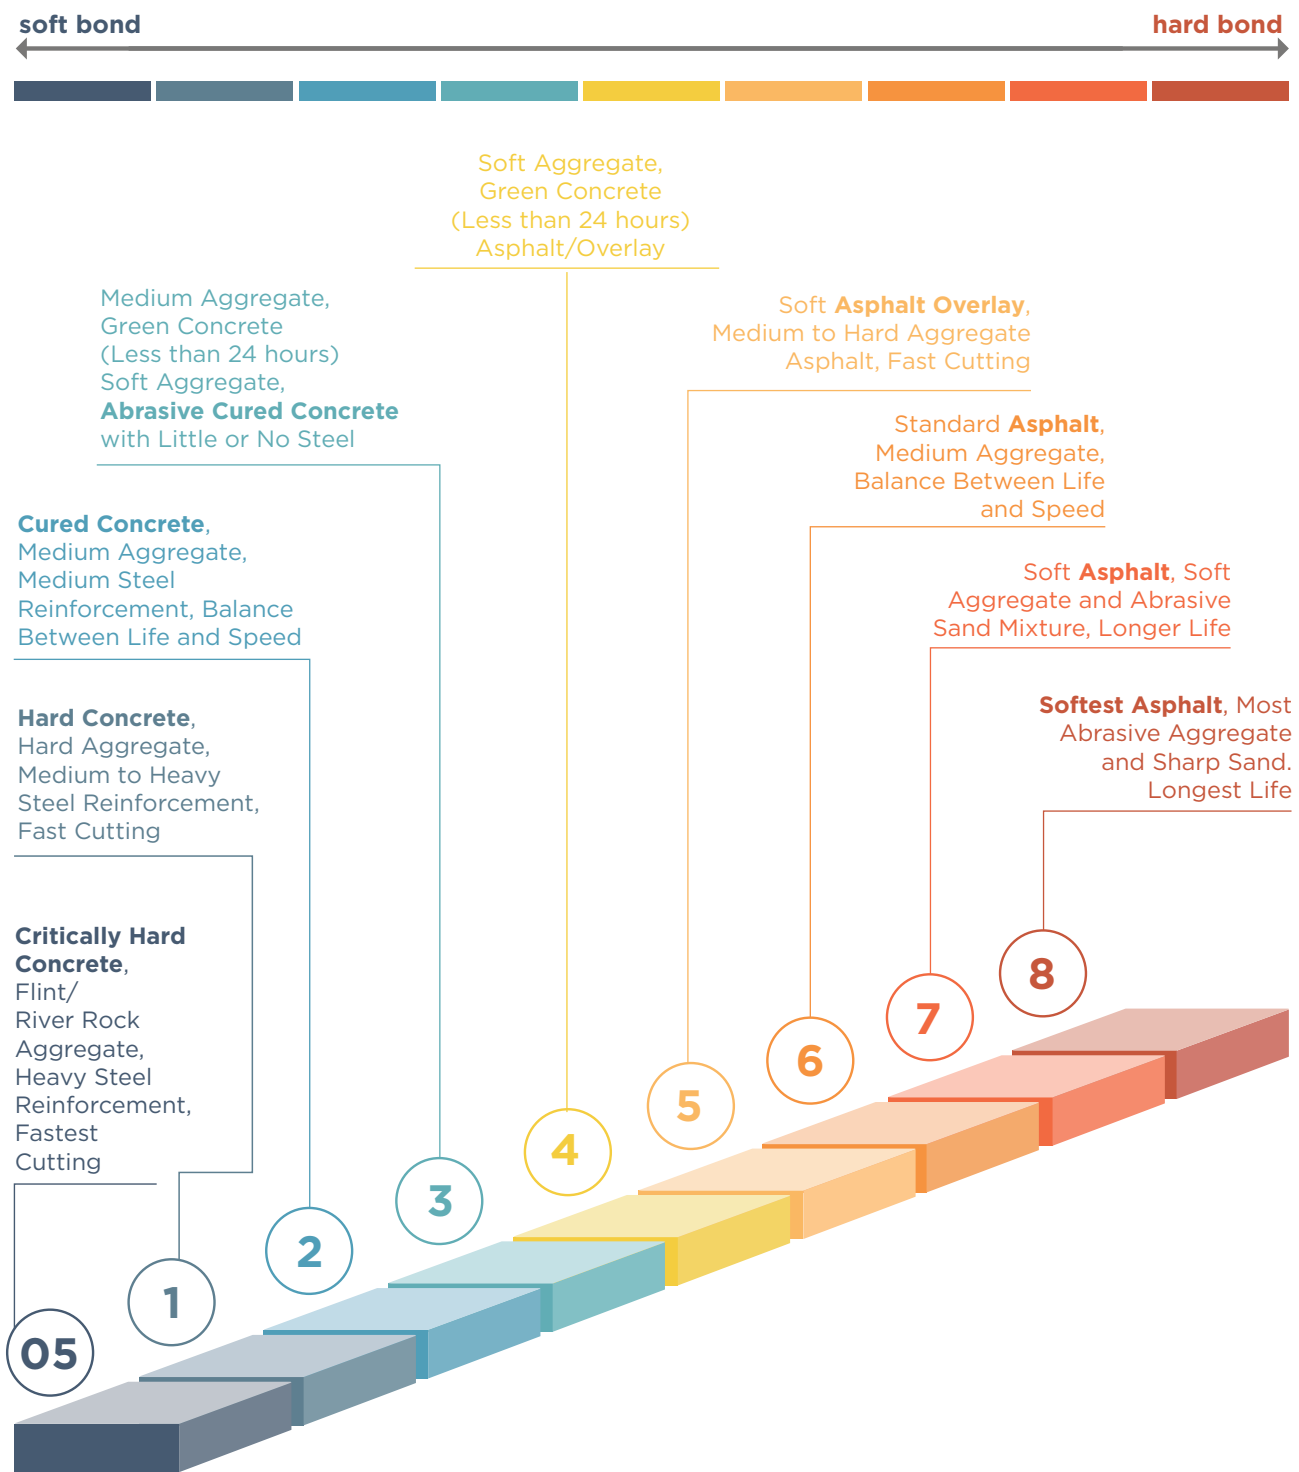 soft bond
hard bond
Soft Aggregate,
Green Concrete
(Less than 24 hours)
Asphalt/Overlay
Medium Aggregate,
Green Concrete
(Less than 24 hours)
Soft Aggregate,
Abrasive Cured Concrete
with Little or No Steel
Soft Asphalt Overlay,
Medium to Hard Aggregate
Asphalt, Fast Cutting
Standard Asphalt,
Medium Aggregate,
Balance Between Life
and Speed
Cured Concrete,
Medium Aggregate,
Medium Steel
Reinforcement, Balance
Between Life and Speed
Soft Asphalt, Soft
Aggregate and Abrasive
Sand Mixture, Longer Life
Hard Concrete,
Hard Aggregate,
Medium to Heavy
Steel Reinforcement,
Fast Cutting
Softest Asphalt, Most
Abrasive Aggregate
and Sharp Sand.
Longest Life
Critically Hard
Concrete,
Flint/
River Rock
Aggregate,
Heavy Steel
Reinforcement,
Fastest
Cutting
05
1
2
3
4
5
6
7
8